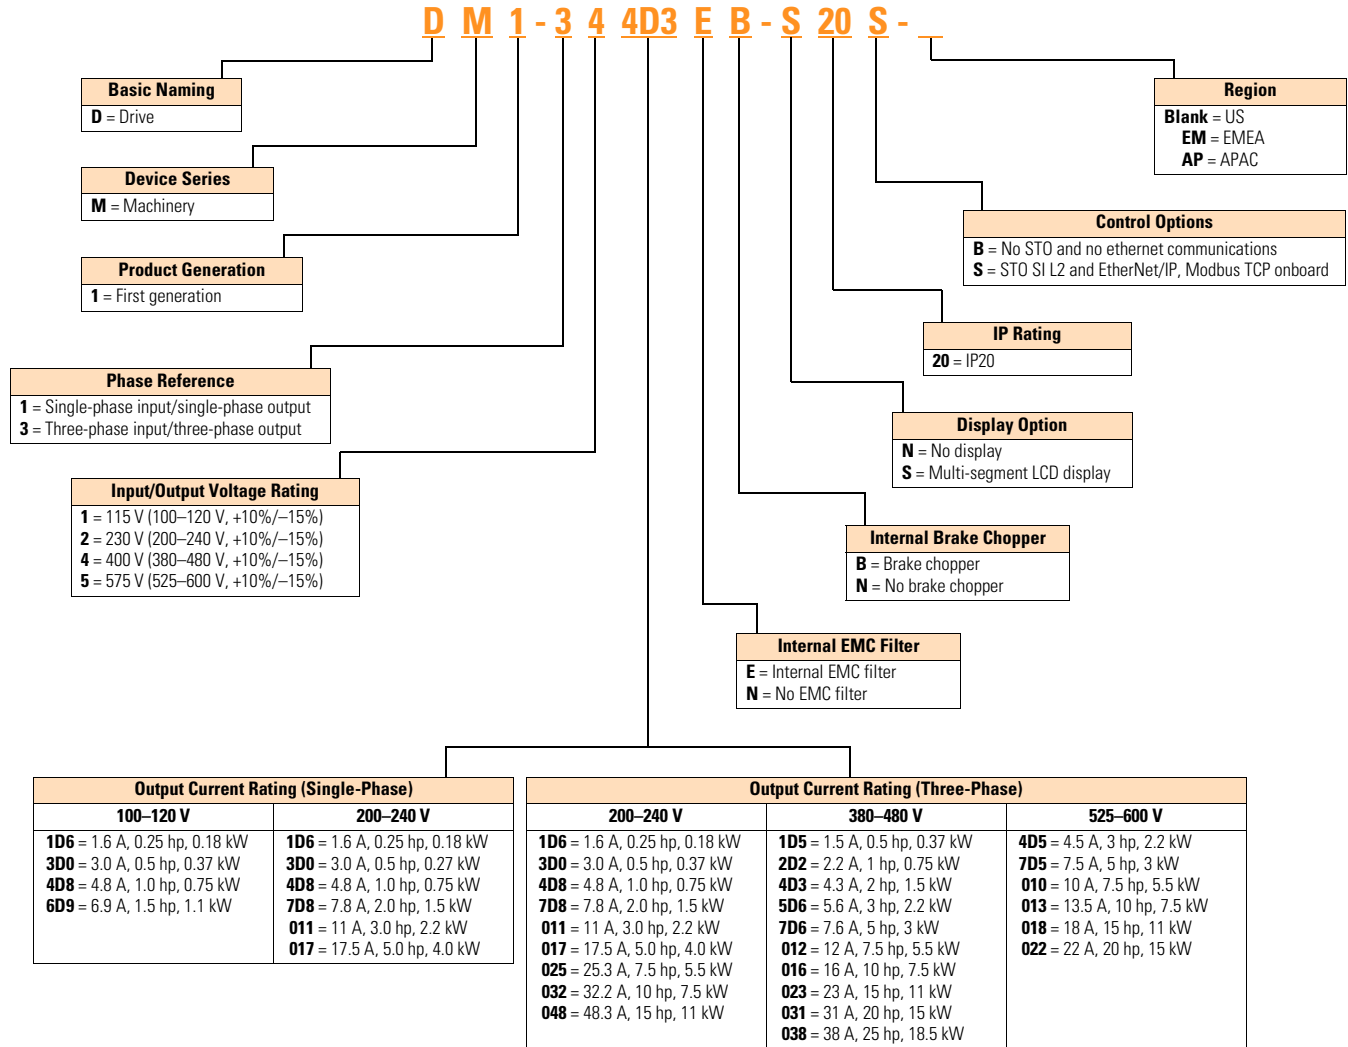 D M 1 - 3 4 4D3 E B - S 20 S - _
Basic Naming
D = Drive
Device Series
M = Machinery
Product Generation
1 = First generation
Phase Reference
1 = Single-phase input/single-phase output
3 = Three-phase input/three-phase output
Input/Output Voltage Rating
1 = 115 V (100–120 V, +10%/–15%)
2 = 230 V (200–240 V, +10%/–15%)
4 = 400 V (380–480 V, +10%/–15%)
5 = 575 V (525–600 V, +10%/–15%)
Region
Blank = US
EM = EMEA
AP = APAC
Control Options
B = No STO and no ethernet communications
S = STO SI L2 and EtherNet/IP, Modbus TCP onboard
IP Rating
20 = IP20
Display Option
N = No display
S = Multi-segment LCD display
Internal Brake Chopper
B = Brake chopper
N = No brake chopper
Internal EMC Filter
E = Internal EMC filter
N = No EMC filter
Output Current Rating (Single-Phase)
100–120 V
1D6 = 1.6 A, 0.25 hp, 0.18 kW
3D0 = 3.0 A, 0.5 hp, 0.37 kW
4D8 = 4.8 A, 1.0 hp, 0.75 kW
6D9 = 6.9 A, 1.5 hp, 1.1 kW
200–240 V
1D6 = 1.6 A, 0.25 hp, 0.18 kW
3D0 = 3.0 A, 0.5 hp, 0.27 kW
4D8 = 4.8 A, 1.0 hp, 0.75 kW
7D8 = 7.8 A, 2.0 hp, 1.5 kW
011 = 11 A, 3.0 hp, 2.2 kW
017 = 17.5 A, 5.0 hp, 4.0 kW
Output Current Rating (Three-Phase)
200–240 V
1D6 = 1.6 A, 0.25 hp, 0.18 kW
3D0 = 3.0 A, 0.5 hp, 0.37 kW
4D8 = 4.8 A, 1.0 hp, 0.75 kW
7D8 = 7.8 A, 2.0 hp, 1.5 kW
011 = 11 A, 3.0 hp, 2.2 kW
017 = 17.5 A, 5.0 hp, 4.0 kW
025 = 25.3 A, 7.5 hp, 5.5 kW
032 = 32.2 A, 10 hp, 7.5 kW
048 = 48.3 A, 15 hp, 11 kW
380–480 V
1D5 = 1.5 A, 0.5 hp, 0.37 kW
2D2 = 2.2 A, 1 hp, 0.75 kW
4D3 = 4.3 A, 2 hp, 1.5 kW
5D6 = 5.6 A, 3 hp, 2.2 kW
7D6 = 7.6 A, 5 hp, 3 kW
012 = 12 A, 7.5 hp, 5.5 kW
016 = 16 A, 10 hp, 7.5 kW
023 = 23 A, 15 hp, 11 kW
031 = 31 A, 20 hp, 15 kW
038 = 38 A, 25 hp, 18.5 kW
525–600 V
4D5 = 4.5 A, 3 hp, 2.2 kW
7D5 = 7.5 A, 5 hp, 3 kW
010 = 10 A, 7.5 hp, 5.5 kW
013 = 13.5 A, 10 hp, 7.5 kW
018 = 18 A, 15 hp, 11 kW
022 = 22 A, 20 hp, 15 kW